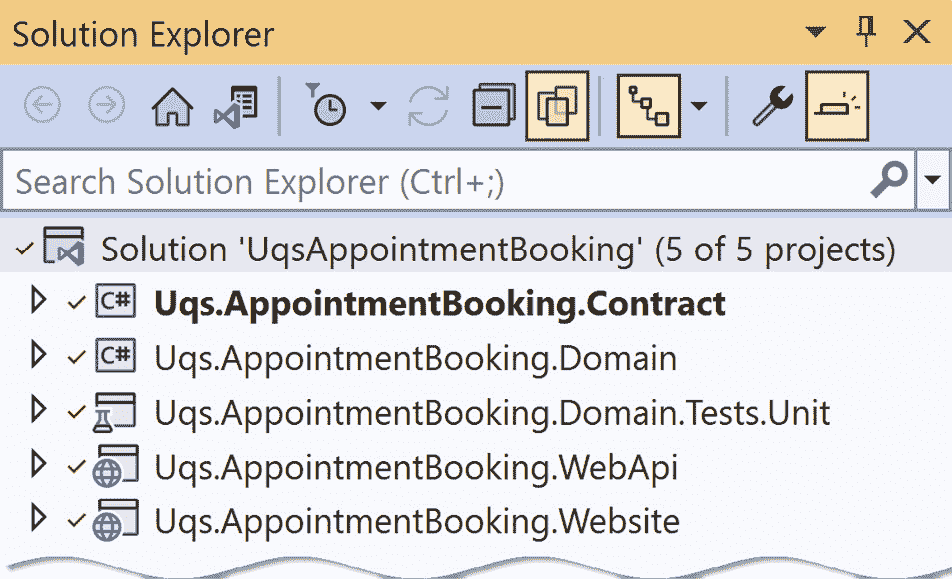 Solution Explorer
Search Solution Explorer (Ctrl+;)
Solution 'UqsAppointmentBooking' (5 of 5 projects)
C# Uqs.AppointmentBooking.Contract
C# Uqs.AppointmentBooking.Domain
Uqs.AppointmentBooking.Domain.Tests.Unit
Uqs.AppointmentBooking.WebApi
Uqs.AppointmentBooking.Website